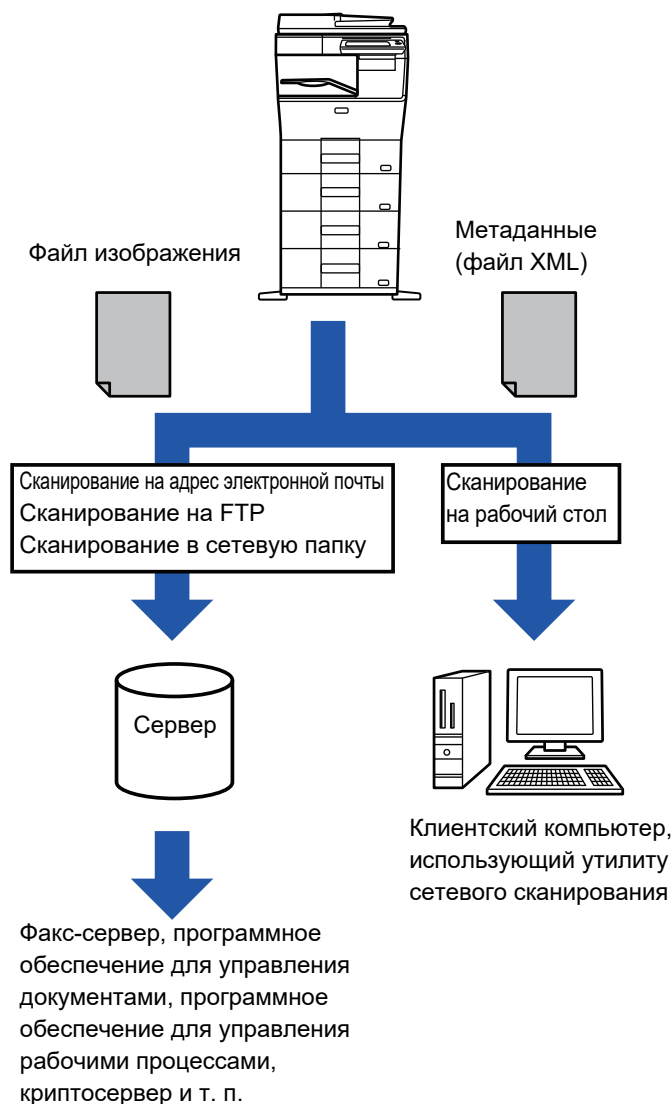 Файл изображения
Метаданные
(файл XML)
Сканирование на адрес электронной почты
Сканирование на FTP
Сканирование в сетевую папку
Сканирование
на рабочий стол
Сервер
Клиентский компьютер,
использующий утилиту
сетевого сканирования
Факс-сервер, программное
обеспечение для управления
документами, программное
обеспечение для управления
рабочими процессами,
криптосервер и т. п.